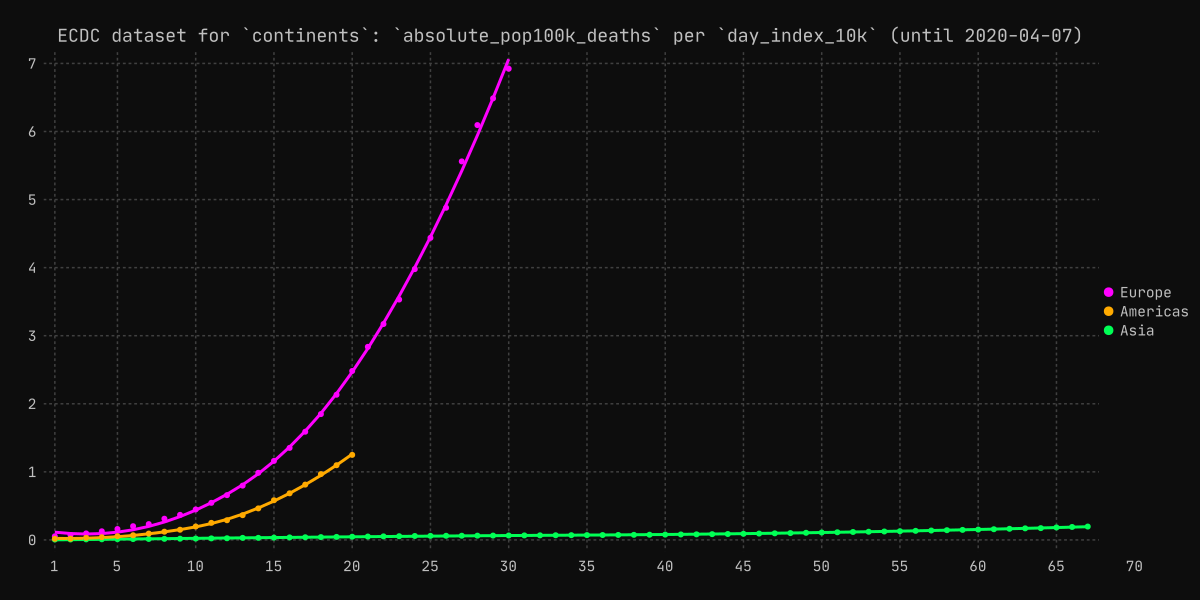 ECDC dataset for `continents`: `absolute_pop100k_deaths` per `day_index_10k` (until 2020-04-07)
7
6
5
4
3
2
1
0
Europe
Americas
Asia
1 5 10 15 20 25 30 35 40 45 50 55 60 65 70